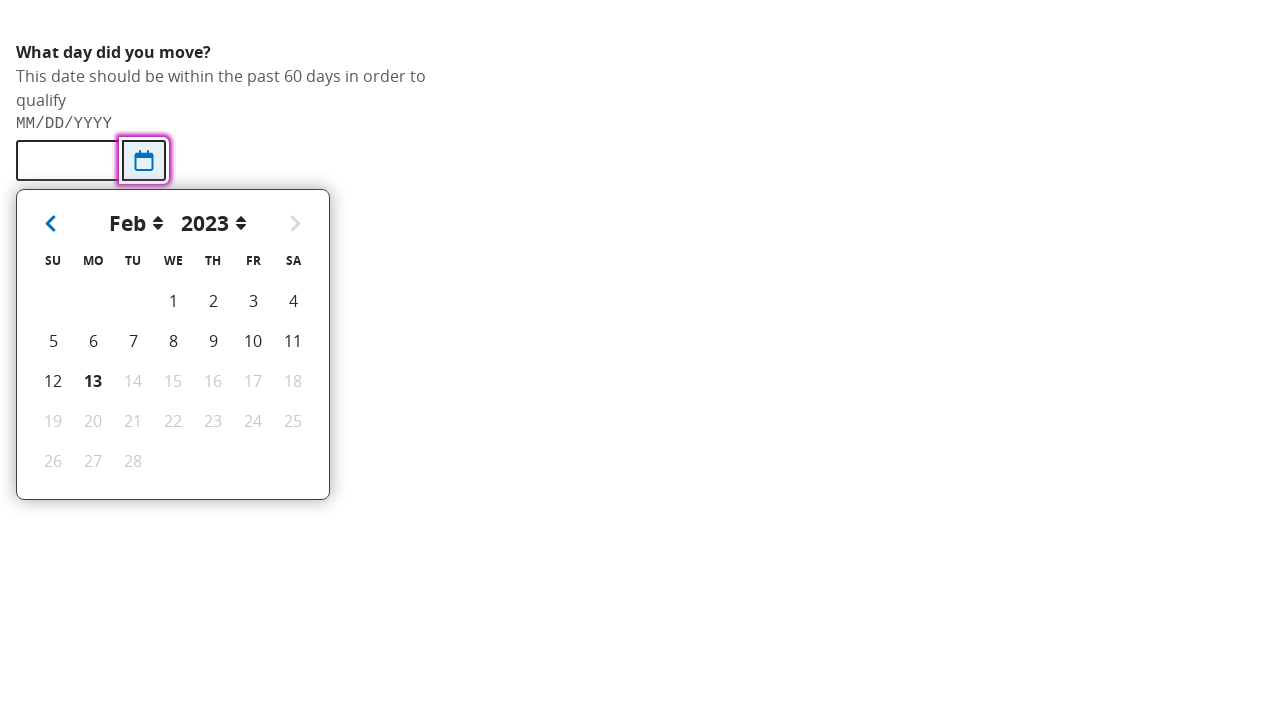 What day did you move?
This date should be within the past 60 days in order to
qualify
MM/DD/YYYY
Feb 2023
SU MO TU WE TH FR SA
1 2 3 4
5 6 7 8 9 10 11
12 13 14 15 16 17 18
19 20 21 22 23 24 25
26 27 28